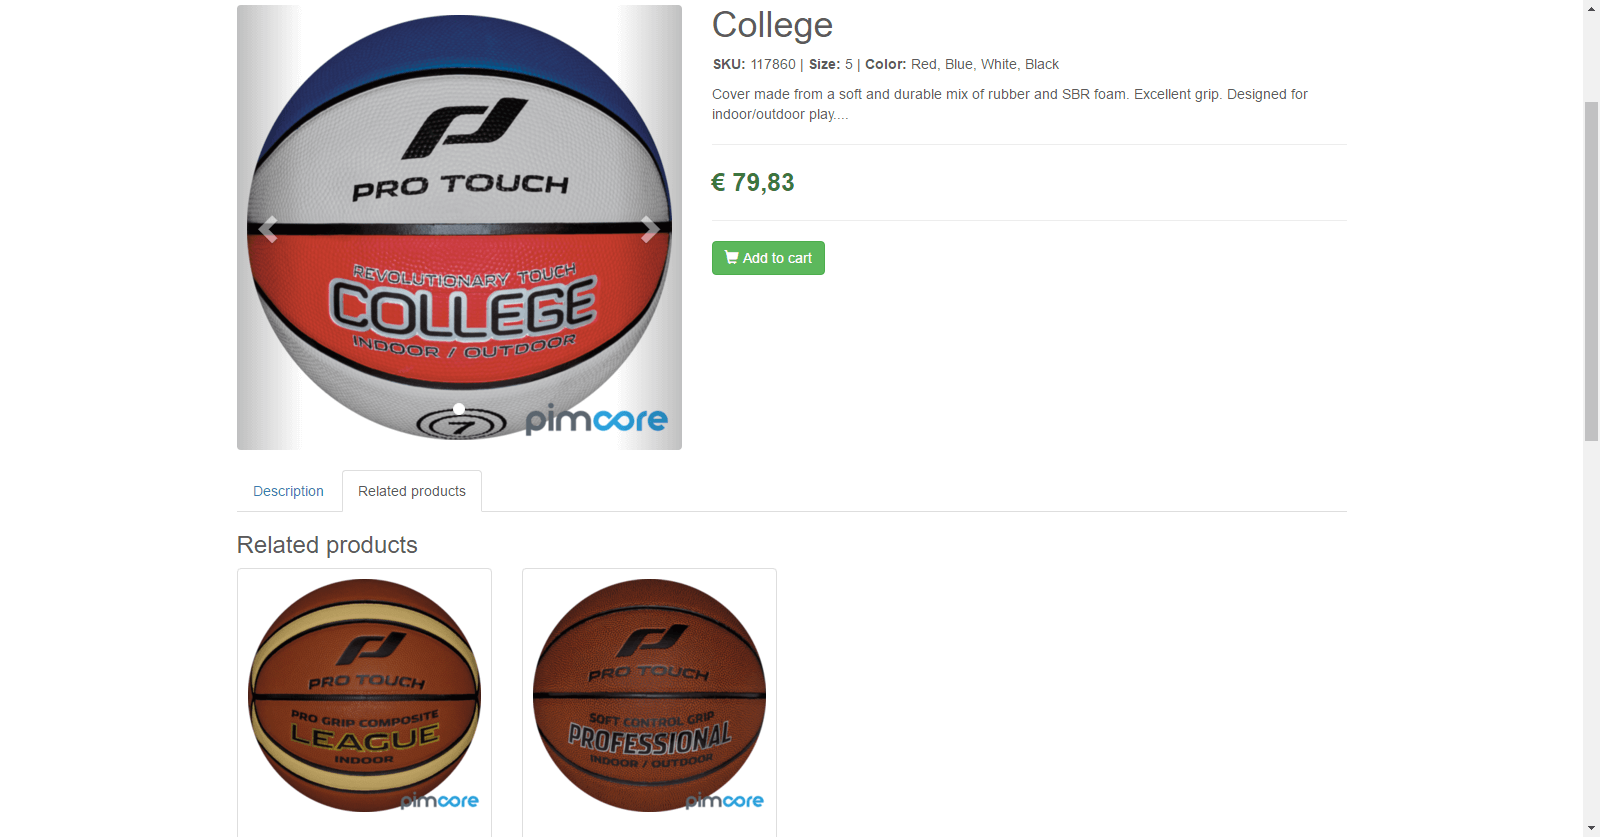 College
SKU: 117860 | Size: 5 | Color: Red, Blue, White, Black
Cover made from a soft and durable mix of rubber and SBR foam. Excellent grip. Designed for
indoor/outdoor play....
€ 79,83
Add to cart
PRO TOUCH
REVOLUTIONARY TOUCH
COLLEGE
INDOOR / OUTDOOR
7
pimcore
Description
Related products
Related products
PRO TOUCH
PRO GRIP COMPOSITE
LEAGUE
INDOOR
pimcore
PRO TOUCH
SOFT CONTROL GRIP
PROFESSIONAL
INDOOR / OUTDOOR
pimcore